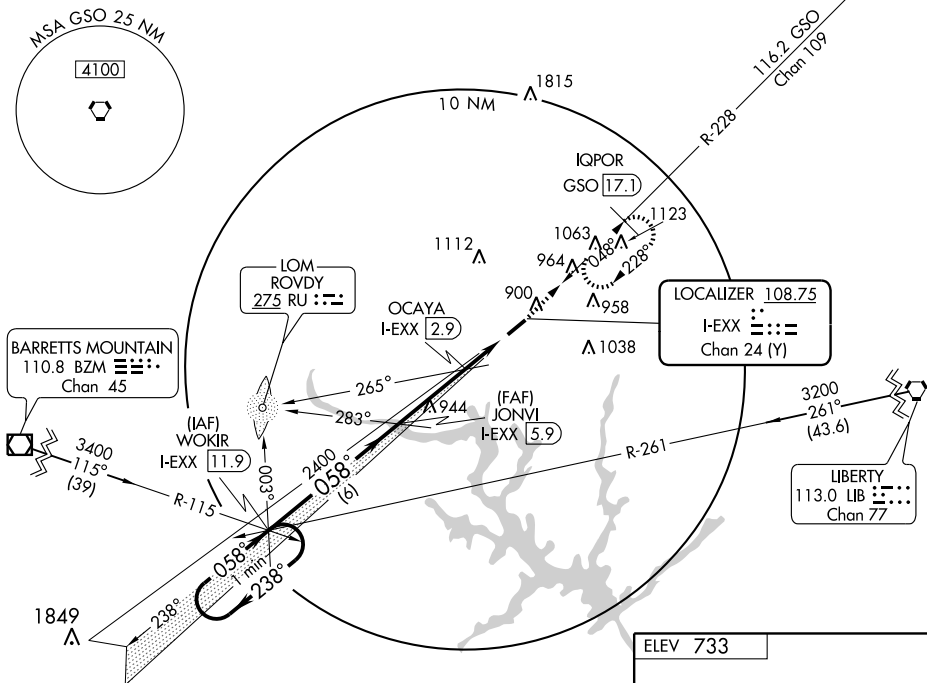 MSA GSO 25 NM
4100
10 NM
1815
116.2 GSO
Chan 109
R-228
IQPOR
GSO 17.1
1123
1063
048°
228°
964
1112
900
958
LOM
ROVDY
275 RU
OCAYA
I-EXX 2.9
LOCALIZER 108.75
I-EXX
Chan 24 (Y)
1038
BARRETTS MOUNTAIN
110.8 BZM
Chan 45
265°
283°
944
(FAF)
JONVI
I-EXX 5.9
3200
261°
(43.6)
(IAF)
WOKIR
I-EXX 11.9
3400
115°
(39)
R-115
003°
2400
058°
(6)
R-261
LIBERTY
113.0 LIB
Chan 77
058°
1 min
238°
238°
1849
ELEV 733